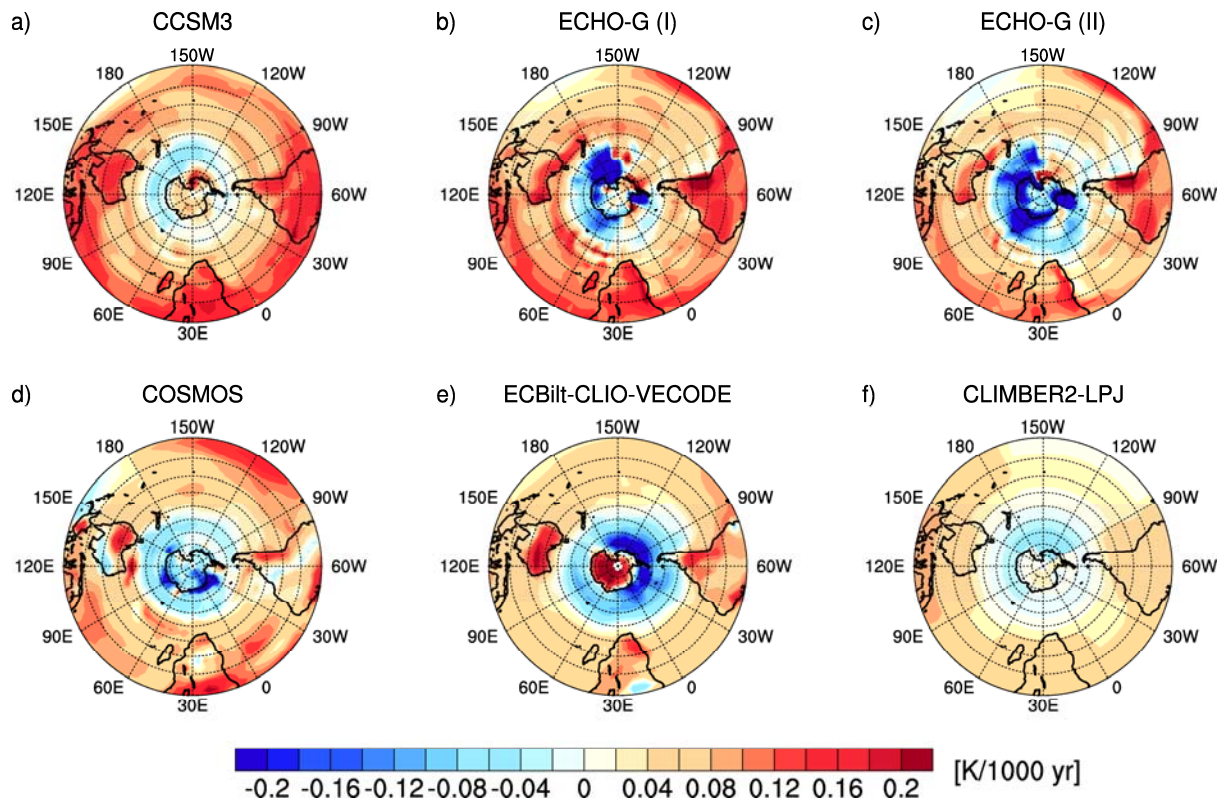 a) CCSM3 b) ECHO-G (I) c) ECHO-G (II)
150W 150W 150W
180 120W 180 120W 180 120W
150E 90W 150E 90W 150E 90W
120E 60W 120E 60W 120E 60W
90E 30W 90E 30W 90E 30W
60E 0 60E 0 60E 0
30E 30E 30E
d) COSMOS e) ECBilt-CLIO-VECODE f) CLIMBER2-LPJ
150W 150W 150W
180 120W 180 120W 180 120W
150E 90W 150E 90W 150E 90W
120E 60W 120E 60W 120E 60W
90E 30W 90E 30W 90E 30W
60E 0 60E 0 60E 0
30E 30E 30E
-0.2 -0.16 -0.12 -0.08 -0.04 0 0.04 0.08 0.12 0.16 0.2 [K/1000 yr]